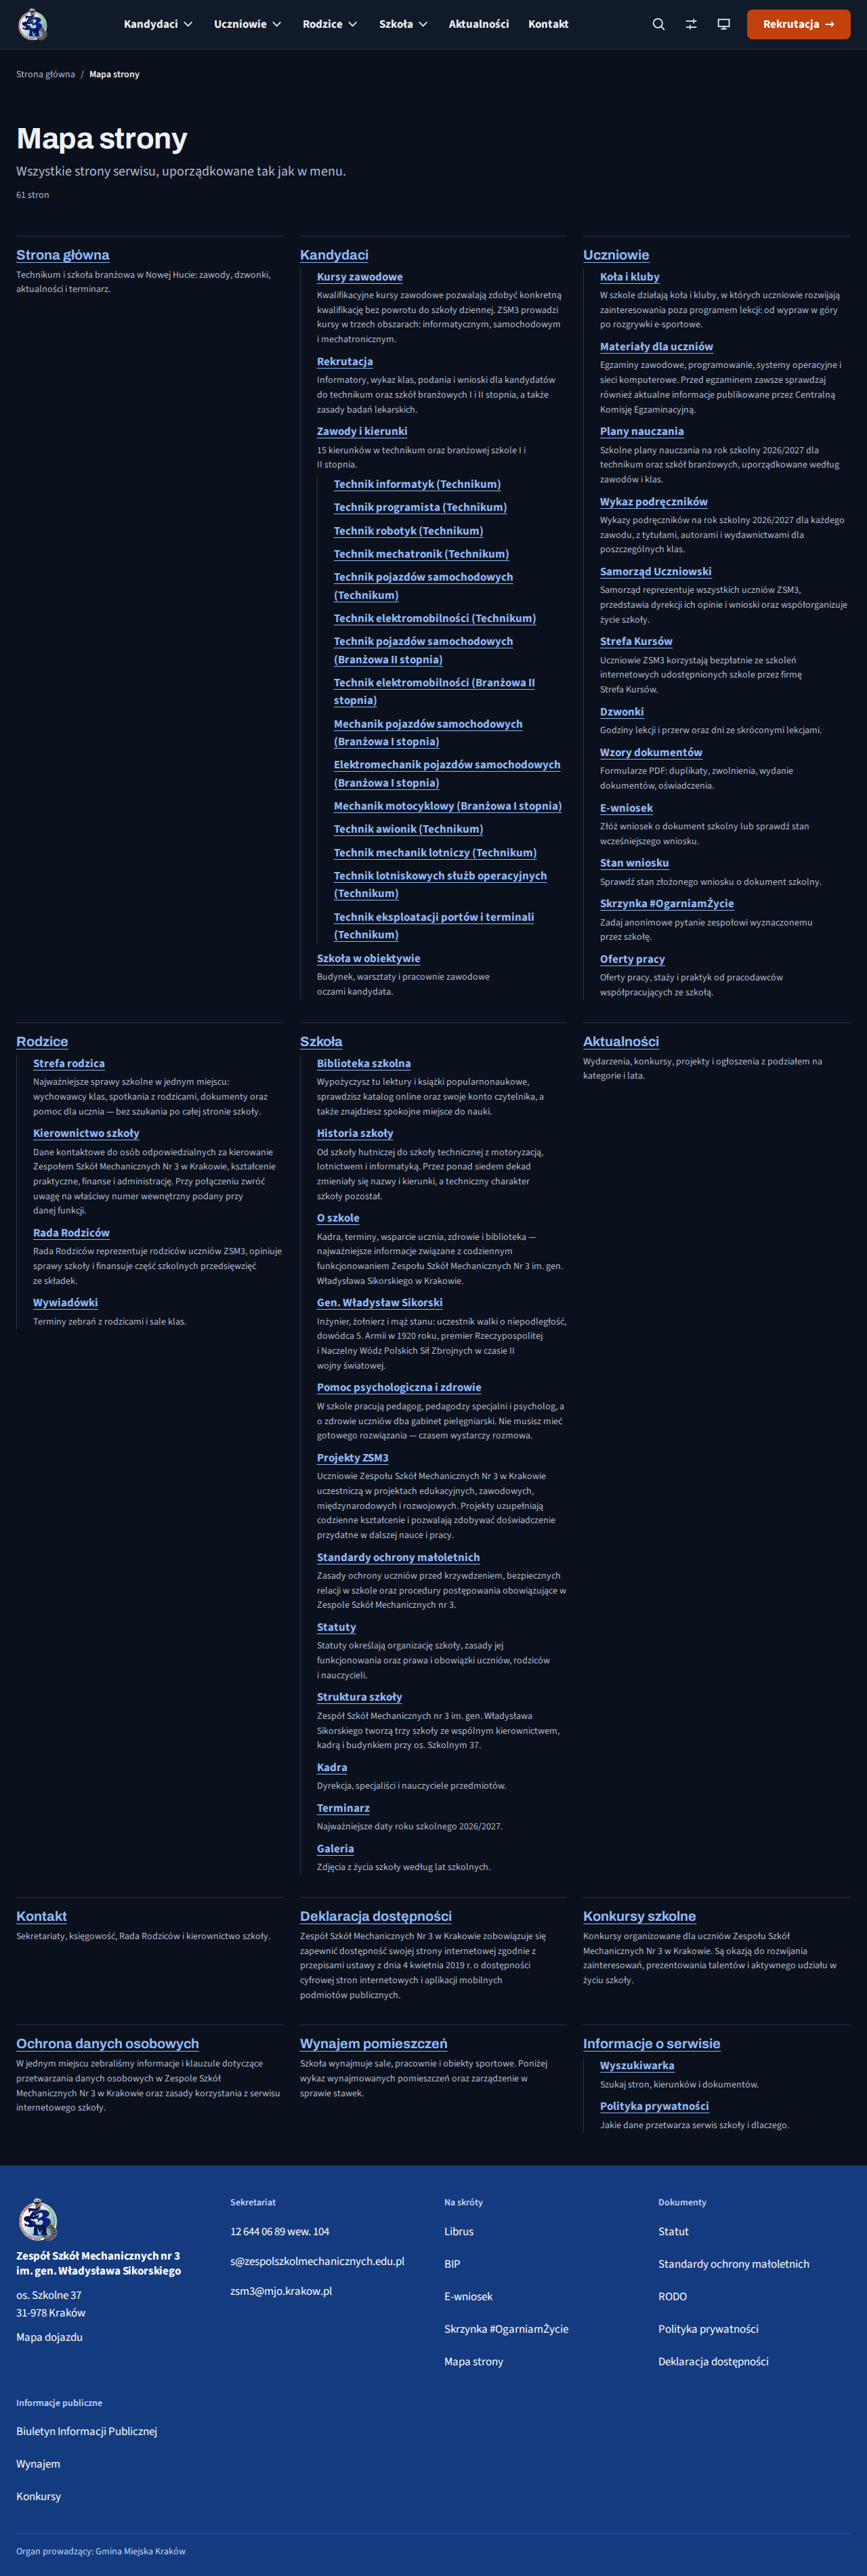 Kandydaci
Uczniowie
Rodzice
Szkoła
Aktualności
Kontakt
Rekrutacja →
Strona główna / Mapa strony
Mapa strony
Wszystkie strony serwisu, uporządkowane tak jak w menu.
61 stron
Strona główna
Technikum i szkoła branżowa w Nowej Hucie: zawody, dzwonki,
aktualności i terminarz.
Kandydaci
Kursy zawodowe
Kwalifikacyjne kursy zawodowe pozwalają zdobyć konkretną
kwalifikację bez powrotu do szkoły dziennej. ZSM3 prowadzi
kursy w trzech obszarach: informatycznym, samochodowym
i mechatronicznym.
Rekrutacja
Informatory, wykaz klas, podania i wnioski dla kandydatów
do technikum oraz szkół branżowych I i II stopnia, a także
zasady badań lekarskich.
Zawody i kierunki
15 kierunków w technikum oraz branżowej szkole I i
II stopnia.
Technik informatyk (Technikum)
Technik programista (Technikum)
Technik robotyk (Technikum)
Technik mechatronik (Technikum)
Technik pojazdów samochodowych
(Technikum)
Technik elektromobilności (Technikum)
Technik pojazdów samochodowych
(Branżowa II stopnia)
Technik elektromobilności (Branżowa II
stopnia)
Mechanik pojazdów samochodowych
(Branżowa I stopnia)
Elektromechanik pojazdów samochodowych
(Branżowa I stopnia)
Mechanik motocyklowy (Branżowa I stopnia)
Technik awionik (Technikum)
Technik mechanik lotniczy (Technikum)
Technik lotniskowych służb operacyjnych
(Technikum)
Technik eksploatacji portów i terminali
(Technikum)
Szkoła w obiektywie
Budynek, warsztaty i pracownie zawodowe
oczami kandydata.
Uczniowie
Koła i kluby
W szkole działają koła i kluby, w których uczniowie rozwijają
zainteresowania poza programem lekcji: od wypraw w góry
po rozgrywki e-sportowe.
Materiały dla uczniów
Egzaminy zawodowe, programowanie, systemy operacyjne i
sieci komputerowe. Przed egzaminem zawsze sprawdzaj
również aktualne informacje publikowane przez Centralną
Komisję Egzaminacyjną.
Plany nauczania
Szkolne plany nauczania na rok szkolny 2026/2027 dla
technikum oraz szkół branżowych, uporządkowane według
zawodów i klas.
Wykaz podręczników
Wykazy podręczników na rok szkolny 2026/2027 dla każdego
zawodu, z tytułami, autorami i wydawnictwami dla
poszczególnych klas.
Samorząd Uczniowski
Samorząd reprezentuje wszystkich uczniów ZSM3,
przedstawia dyrekcji ich opinie i wnioski oraz współorganizuje
życie szkoły.
Strefa Kursów
Uczniowie ZSM3 korzystają bezpłatnie ze szkoleń
internetowych udostępnionych szkole przez firmę
Strefa Kursów.
Dzwonki
Godziny lekcji i przerw oraz dni ze skróconymi lekcjami.
Wzory dokumentów
Formularze PDF: duplikaty, zwolnienia, wydanie
dokumentów, oświadczenia.
E-wniosek
Złóż wniosek o dokument szkolny lub sprawdź stan
wcześniejszego wniosku.
Stan wniosku
Sprawdź stan złożonego wniosku o dokument szkolny.
Skrzynka #OgarniamŻycie
Zadaj anonimowe pytanie zespołowi wyznaczonemu
przez szkołę.
Oferty pracy
Oferty pracy, staży i praktyk od pracodawców
współpracujących ze szkołą.
Rodzice
Strefa rodzica
Najważniejsze sprawy szkolne w jednym miejscu:
wychowawcy klas, spotkania z rodzicami, dokumenty oraz
pomoc dla ucznia — bez szukania po całej stronie szkoły.
Kierownictwo szkoły
Dane kontaktowe do osób odpowiedzialnych za kierowanie
Zespołem Szkół Mechanicznych Nr 3 w Krakowie, kształcenie
praktyczne, finanse i administrację. Przy połączeniu zwróć
uwagę na właściwy numer wewnętrzny podany przy
danej funkcji.
Rada Rodziców
Rada Rodziców reprezentuje rodziców uczniów ZSM3, opiniuje
sprawy szkoły i finansuje część szkolnych przedsięwzięć
ze składek.
Wywiadówki
Terminy zebrań z rodzicami i sale klas.
Szkoła
Biblioteka szkolna
Wypożyczysz tu lektury i książki popularnonaukowe,
sprawdzisz katalog online oraz swoje konto czytelnika, a
także znajdziesz spokojne miejsce do nauki.
Historia szkoły
Od szkoły hutniczej do szkoły technicznej z motoryzacją,
lotnictwem i informatyką. Przez ponad siedem dekad
zmieniały się nazwy i kierunki, a techniczny charakter
szkoły pozostał.
O szkole
Kadra, terminy, wsparcie ucznia, zdrowie i biblioteka —
najważniejsze informacje związane z codziennym
funkcjonowaniem Zespołu Szkół Mechanicznych Nr 3 im. gen.
Władysława Sikorskiego w Krakowie.
Gen. Władysław Sikorski
Inżynier, żołnierz i mąż stanu: uczestnik walki o niepodległość,
dowódca 5. Armii w 1920 roku, premier Rzeczypospolitej
i Naczelny Wódz Polskich Sił Zbrojnych w czasie II
wojny światowej.
Pomoc psychologiczna i zdrowie
W szkole pracują pedagog, pedagodzy specjalni i psycholog, a
o zdrowie uczniów dba gabinet pielęgniarski. Nie musisz mieć
gotowego rozwiązania — czasem wystarczy rozmowa.
Projekty ZSM3
Uczniowie Zespołu Szkół Mechanicznych Nr 3 w Krakowie
uczestniczą w projektach edukacyjnych, zawodowych,
międzynarodowych i rozwojowych. Projekty uzupełniają
codzienne kształcenie i pozwalają zdobywać doświadczenie
przydatne w dalszej nauce i pracy.
Standardy ochrony małoletnich
Zasady ochrony uczniów przed krzywdzeniem, bezpiecznych
relacji w szkole oraz procedury postępowania obowiązujące w
Zespole Szkół Mechanicznych nr 3.
Statuty
Statuty określają organizację szkoły, zasady jej
funkcjonowania oraz prawa i obowiązki uczniów, rodziców
i nauczycieli.
Struktura szkoły
Zespół Szkół Mechanicznych nr 3 im. gen. Władysława
Sikorskiego tworzą trzy szkoły ze wspólnym kierownictwem,
kadrą i budynkiem przy os. Szkolnym 37.
Kadra
Dyrekcja, specjaliści i nauczyciele przedmiotów.
Terminarz
Najważniejsze daty roku szkolnego 2026/2027.
Galeria
Zdjęcia z życia szkoły według lat szkolnych.
Aktualności
Wydarzenia, konkursy, projekty i ogłoszenia z podziałem na
kategorie i lata.
Kontakt
Sekretariaty, księgowość, Rada Rodziców i kierownictwo szkoły.
Deklaracja dostępności
Zespół Szkół Mechanicznych Nr 3 w Krakowie zobowiązuje się
zapewnić dostępność swojej strony internetowej zgodnie z
przepisami ustawy z dnia 4 kwietnia 2019 r. o dostępności
cyfrowej stron internetowych i aplikacji mobilnych
podmiotów publicznych.
Konkursy szkolne
Konkursy organizowane dla uczniów Zespołu Szkół
Mechanicznych Nr 3 w Krakowie. Są okazją do rozwijania
zainteresowań, prezentowania talentów i aktywnego udziału w
życiu szkoły.
Ochrona danych osobowych
W jednym miejscu zebraliśmy informacje i klauzule dotyczące
przetwarzania danych osobowych w Zespole Szkół
Mechanicznych Nr 3 w Krakowie oraz zasady korzystania z serwisu
internetowego szkoły.
Wynajem pomieszczeń
Szkoła wynajmuje sale, pracownie i obiekty sportowe. Poniżej
wykaz wynajmowanych pomieszczeń oraz zarządzenie w
sprawie stawek.
Informacje o serwisie
Wyszukiwarka
Szukaj stron, kierunków i dokumentów.
Polityka prywatności
Jakie dane przetwarza serwis szkoły i dlaczego.
Zespół Szkół Mechanicznych nr 3
im. gen. Władysława Sikorskiego
os. Szkolne 37
31-978 Kraków
Mapa dojazdu
Sekretariat
12 644 06 89 wew. 104
s@zespolszkolmechanicznych.edu.pl
zsm3@mjo.krakow.pl
Na skróty
Librus
BIP
E-wniosek
Skrzynka #OgarniamŻycie
Mapa strony
Dokumenty
Statut
Standardy ochrony małoletnich
RODO
Polityka prywatności
Deklaracja dostępności
Informacje publiczne
Biuletyn Informacji Publicznej
Wynajem
Konkursy
Organ prowadzący: Gmina Miejska Kraków